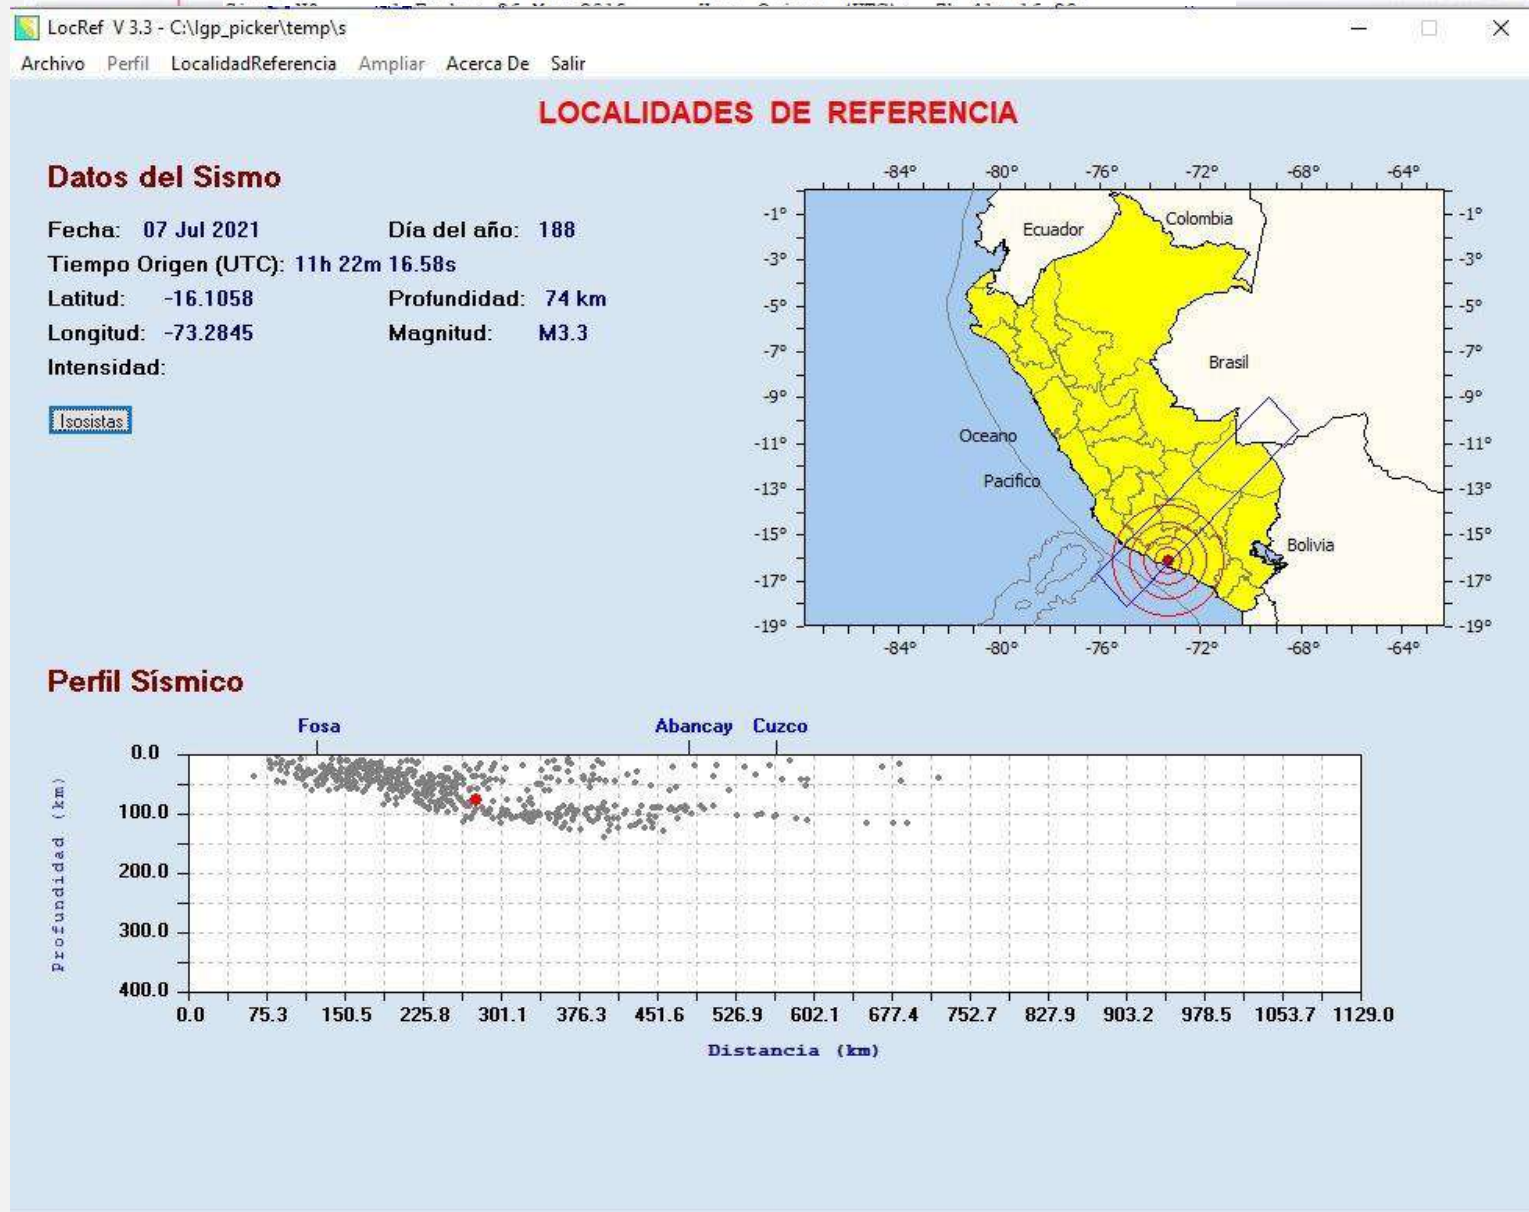 LocRef V 3.3 - C:\Igp_picker\temp\s
Archivo Perfil LocalidadReferencia Ampliar Acerca De Salir
LOCALIDADES DE REFERENCIA
Datos del Sismo
Fecha: 07 Jul 2021 Día del año: 188
Tiempo Origen (UTC): 11h 22m 16.58s
Latitud: -16.1058 Profundidad: 74 km
Longitud: -73.2845 Magnitud: M3.3
Intensidad:
Isosistas
-84° -80° -76° -72° -68° -64°
-1° -1°
-3° -3°
-5° -5°
-7° -7°
-9° -9°
-11° -11°
-13° -13°
-15° -15°
-17° -17°
-19° -19°
Ecuador
Colombia
Brasil
Oceano
Pacifico
Bolivia
-84° -80° -76° -72° -68° -64°
Perfil Sísmico
Fosa Abancay Cuzco
0.0
100.0
200.0
300.0
400.0
Profundidad (km)
0.0 75.3 150.5 225.8 301.1 376.3 451.6 526.9 602.1 677.4 752.7 827.9 903.2 978.5 1053.7 1129.0
Distancia (km)